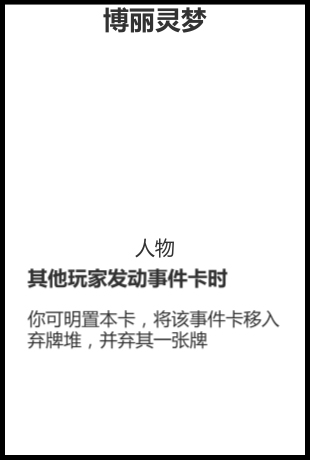 博丽灵梦
人物
其他玩家发动事件卡时
你可明置本卡，将该事件卡移入
弃牌堆，并弃其一张牌